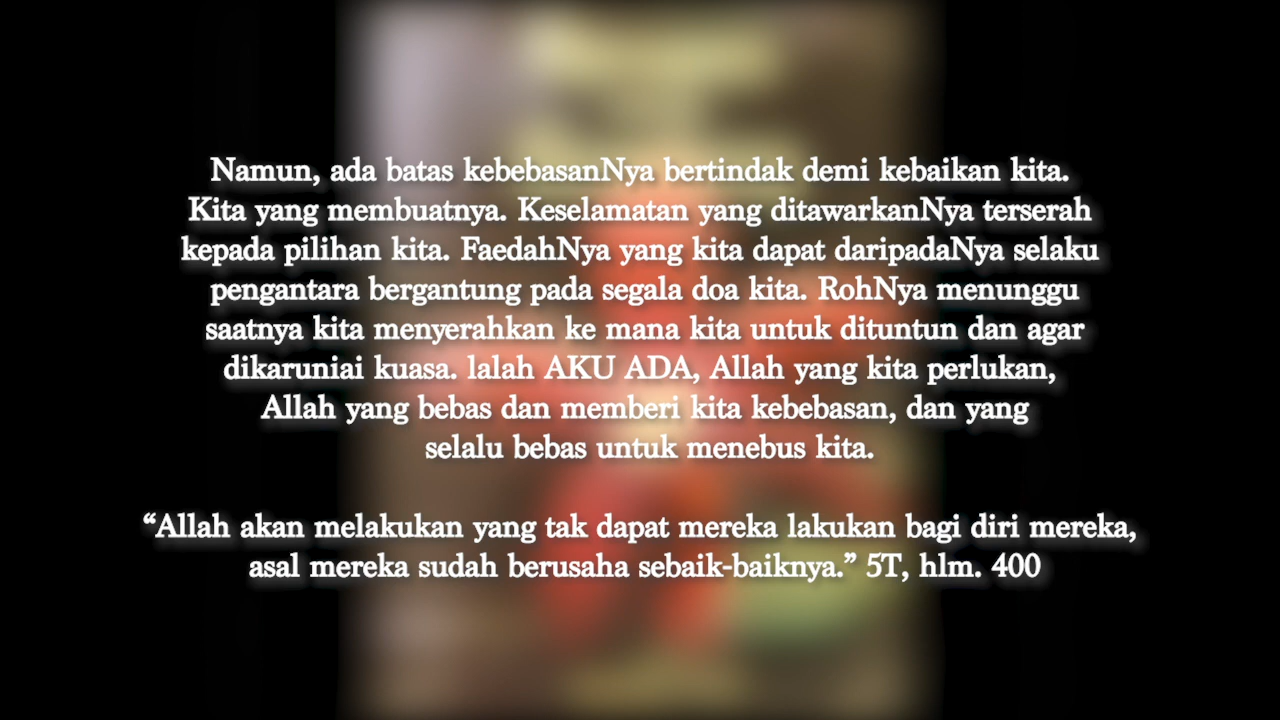 Namun, ada batas kebebasanNya bertindak demi kebaikan kita.
Kita yang membuatnya. Keselamatan yang ditawarkanNya terserah
kepada pilihan kita. FaedahNya yang kita dapat daripadaNya selaku
pengantara bergantung pada segala doa kita. RohNya menunggu
saatnya kita menyerahkan ke mana kita untuk dituntun dan agar
dikaruniai kuasa. lalah AKU ADA, Allah yang kita perlukan,
Allah yang bebas dan memberi kita kebebasan, dan yang
selalu bebas untuk menebus kita.
“Allah akan melakukan yang tak dapat mereka lakukan bagi diri mereka,
asal mereka sudah berusaha sebaik-baiknya.” 5T, hlm. 400